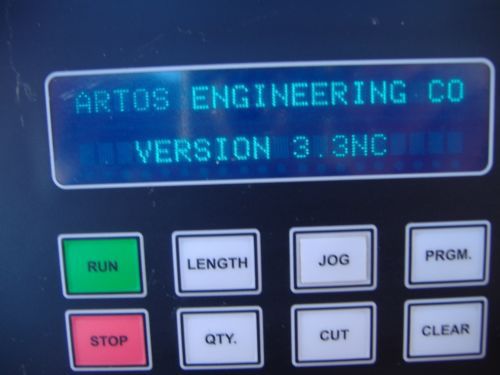 ARTOS ENGINEERING CO
VERSION 3.3NC
RUN LENGTH JOG PRGM.
STOP QTY. CUT CLEAR